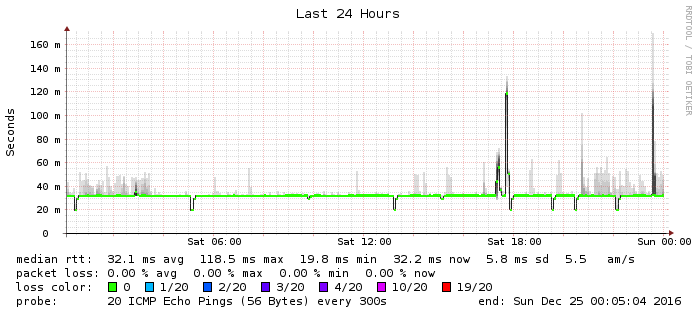 Last 24 Hours
RRDTOOL / TOBI OETIKER
Seconds
160 m
140 m
120 m
100 m
80 m
60 m
40 m
20 m
0
Sat 06:00 Sat 12:00 Sat 18:00 Sun 00:00
median rtt: 32.1 ms avg 118.5 ms max 19.8 ms min 32.2 ms now 5.8 ms sd 5.5 am/s
packet loss: 0.00 % avg 0.00 % max 0.00 % min 0.00 % now
loss color: 0 1/20 2/20 3/20 4/20 10/20 19/20
probe: 20 ICMP Echo Pings (56 Bytes) every 300s end: Sun Dec 25 00:05:04 2016